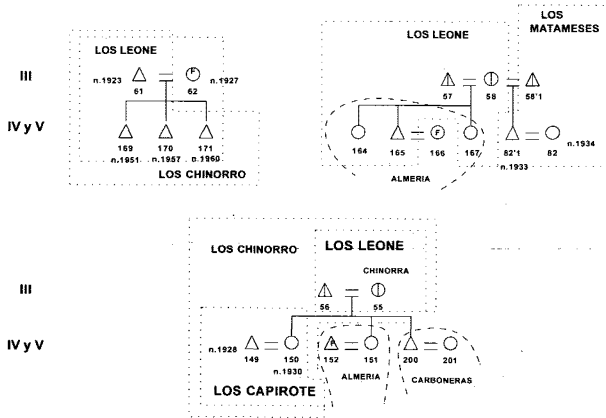 LOS LEONE
n.1923
F
n.1927
III
61
62
IV y V
169
170
171
n.1951
n.1957
n.1960
LOS CHINORRO
LOS
MATAMESES
LOS LEONE
57
58
58'1
F
164
165
166
167
82'1
82
n.1934
n.1933
ALMERIA
LOS CHINORRO
LOS LEONE
III
CHINORRA
56
55
IV y V
n.1928
F
149
150
152
151
200
201
n.1930
ALMERIA
CARBONERAS
LOS CAPIROTE